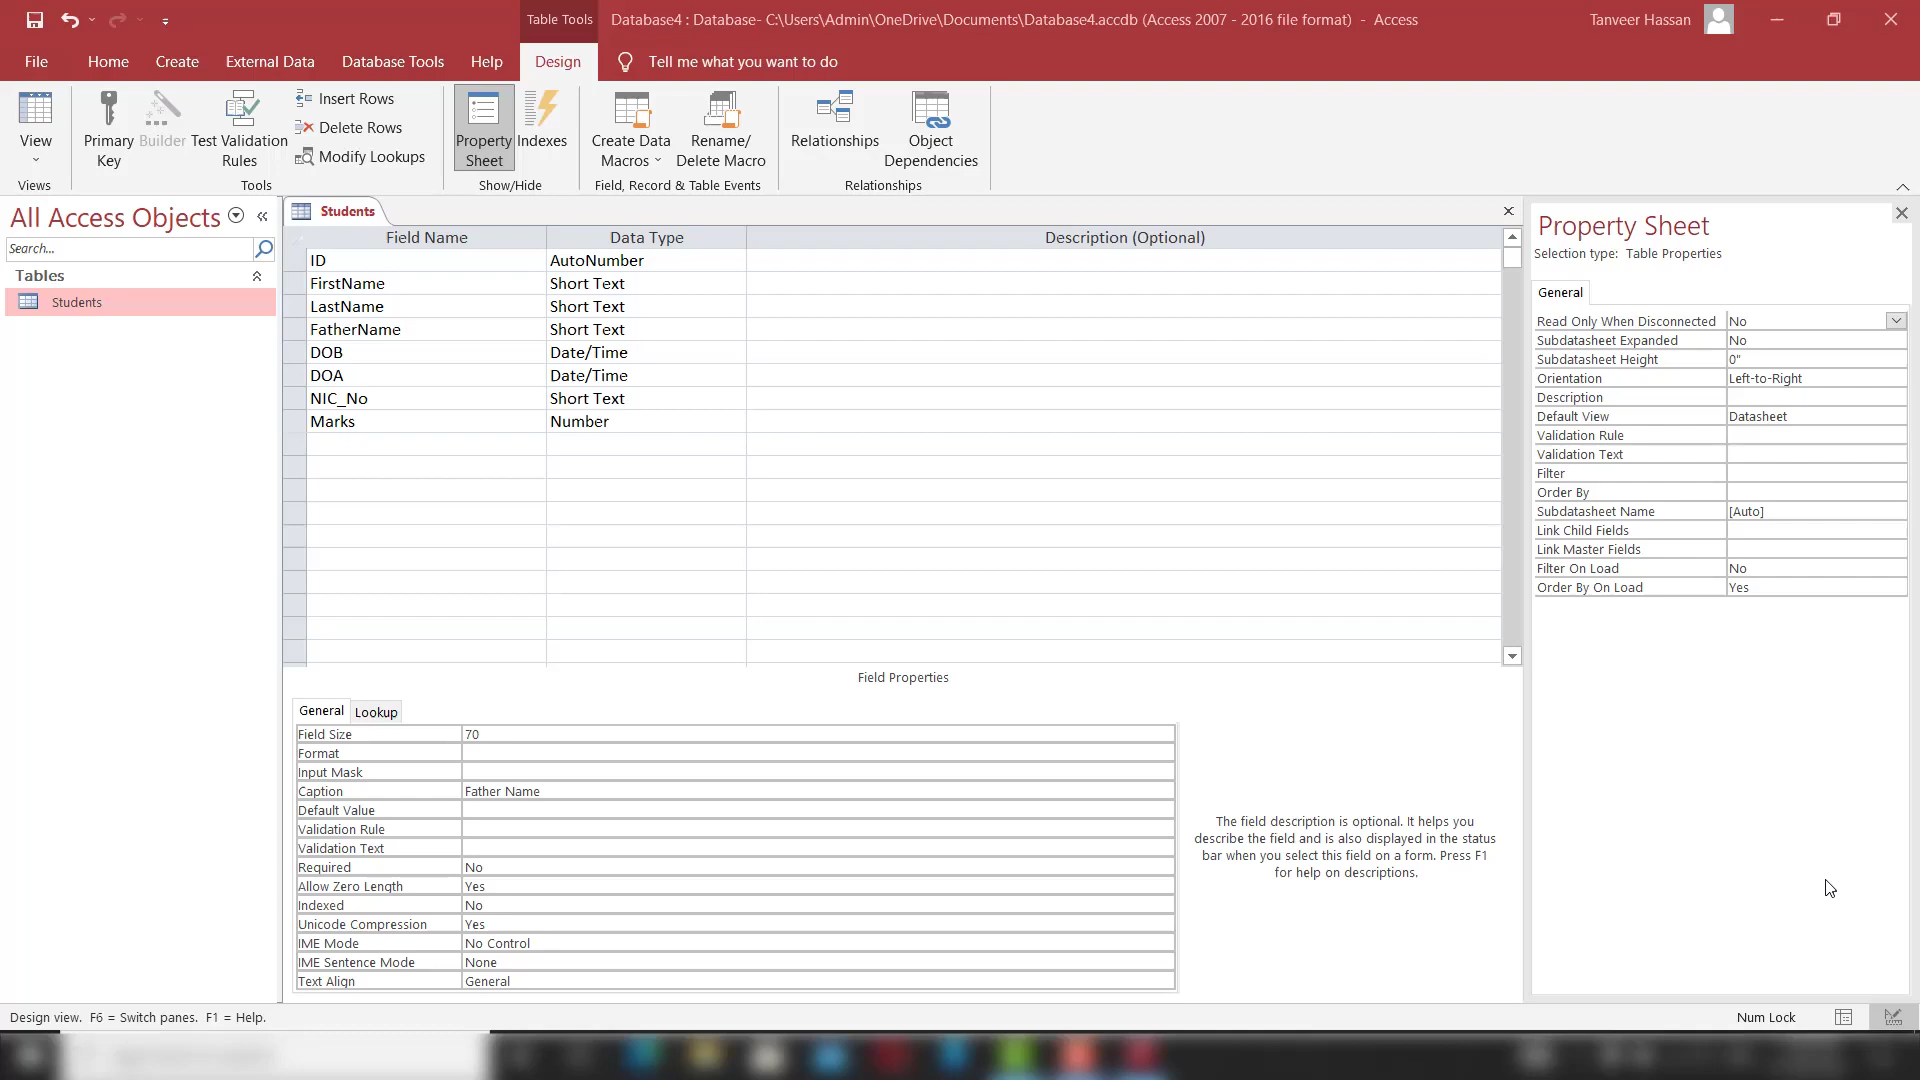 Table Tools
Database4 : Database- C:\Users\Admin\OneDrive\Documents\Database4.accdb (Access 2007 - 2016 file format) - Access
Tanveer Hassan
File Home Create External Data Database Tools Help Design Tell me what you want to do
View
Primary Key
Builder
Test Validation Rules
Insert Rows
Delete Rows
Modify Lookups
Property Sheet
Indexes
Create Data Macros
Rename/ Delete Macro
Relationships
Object Dependencies
Views
Tools
Show/Hide
Field, Record & Table Events
Relationships
All Access Objects
Search...
Tables
Students
Students
Field Name Data Type Description (Optional)
ID AutoNumber
FirstName Short Text
LastName Short Text
FatherName Short Text
DOB Date/Time
DOA Date/Time
NIC_No Short Text
Marks Number
Field Properties
General Lookup
Field Size 70
Format
Input Mask
Caption Father Name
Default Value
Validation Rule
Validation Text
Required No
Allow Zero Length Yes
Indexed No
Unicode Compression Yes
IME Mode No Control
IME Sentence Mode None
Text Align General
The field description is optional. It helps you
describe the field and is also displayed in the status
bar when you select this field on a form. Press F1
for help on descriptions.
Property Sheet
Selection type: Table Properties
General
Read Only When Disconnected No
Subdatasheet Expanded No
Subdatasheet Height 0"
Orientation Left-to-Right
Description
Default View Datasheet
Validation Rule
Validation Text
Filter
Order By
Subdatasheet Name [Auto]
Link Child Fields
Link Master Fields
Filter On Load No
Order By On Load Yes
Design view. F6 = Switch panes. F1 = Help.
Num Lock